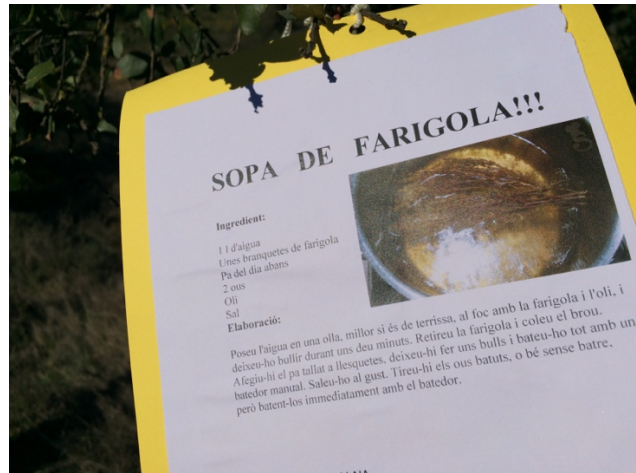 SOPA DE FARIGOLA!!!
Ingredient:
1 l d'aigua
Unes branquetes de farigola
Pa del dia abans
2 ous
Oli
Sal
Elaboració:
Poseu l'aigua en una olla, millor si és de terrissa, al foc amb la farigola i l'oli, i
deixeu-ho bullir durant uns deu minuts. Retireu la farigola i coleu el brou.
Afegiu-hi el pa tallat a llesquetes, deixeu-hi fer uns bulls i bateu-ho tot amb un
batedor manual. Saleu-ho al gust. Tireu-hi els ous batuts, o bé sense batre,
però batent-los immediatament amb el batedor.